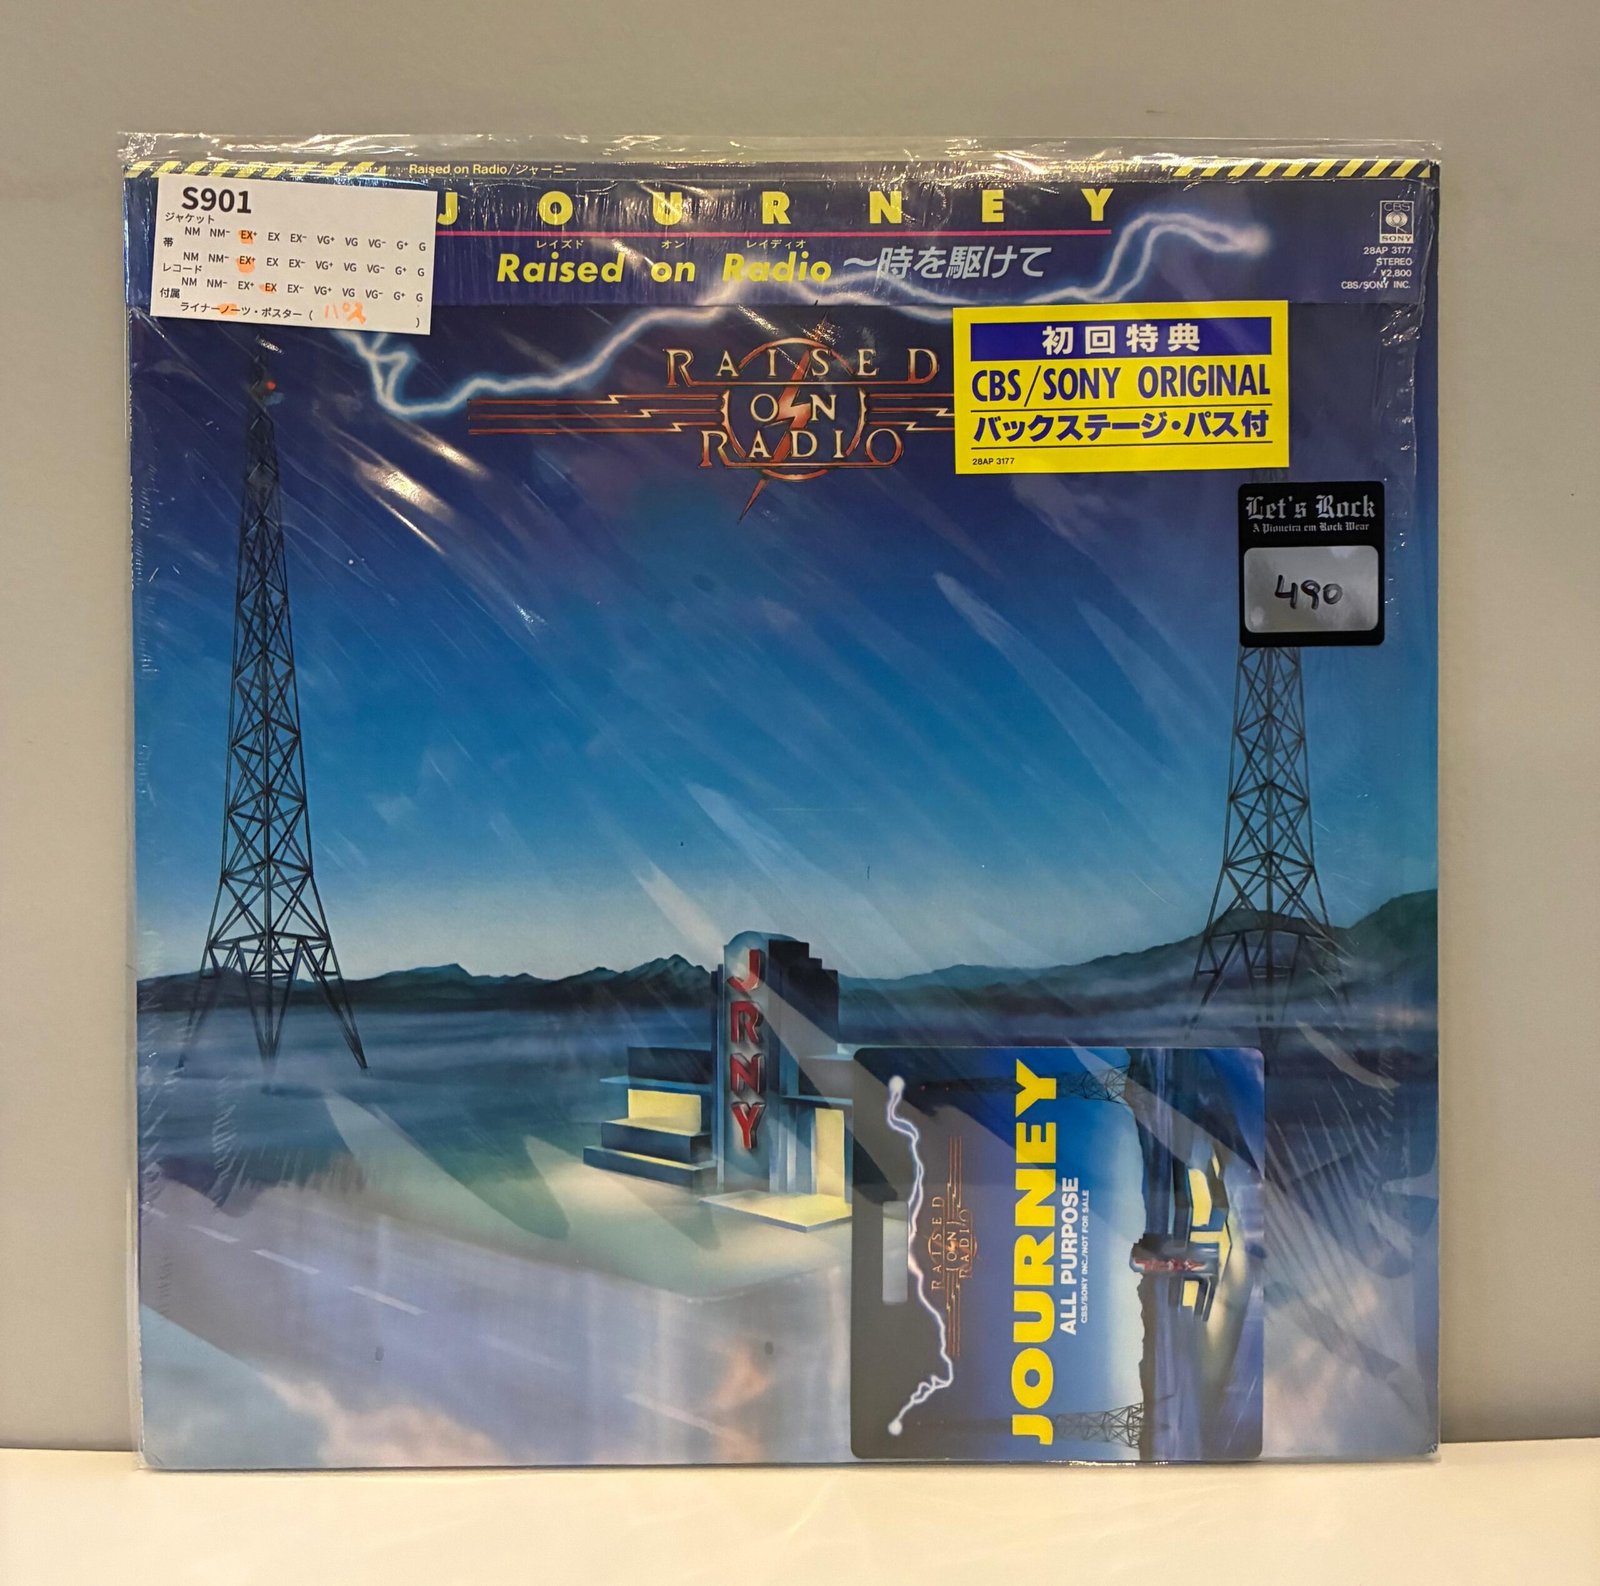 Raised on Radio/ジャーニー
28AP 3177
S901
ジャケット
NM NM- EX+ EX EX- VG+ VG VG- G+ G
帯
NM NM- EX+ EX EX- VG+ VG VG- G+ G
レコード
NM NM- EX+ EX EX- VG+ VG VG- G+ G
付属
ライナーノーツ・ポスター ( パス )
JOURNEY
レイズド オン レイディオ
Raised on Radio ～時を駆けて
CBS
SONY
28AP 3177
STEREO
¥2,800
CBS/SONY INC.
RAISED
ON
RADIO
初回特典
CBS/SONY ORIGINAL
バックステージ・パス付
28AP 3177
Let's Rock
A Pioneira em Rock Wear
490
JRNY
RAISED
ON
RADIO
JOURNEY
ALL PURPOSE
CBS/SONY INC./NOT FOR SALE
JRNY